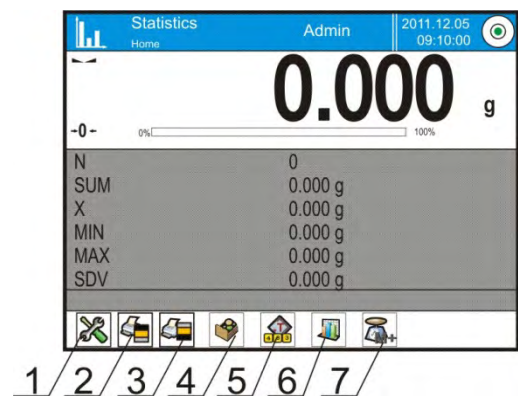 Statistics
Home
Admin
2011.12.05
09:10:00
0.000 g
-0-
0% 100%
N 0
SUM 0.000 g
X 0.000 g
MIN 0.000 g
MAX 0.000 g
SDV 0.000 g
T
M+
1 2 3 4 5 6 7